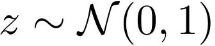 z ∼ 𝒩(0, 1)